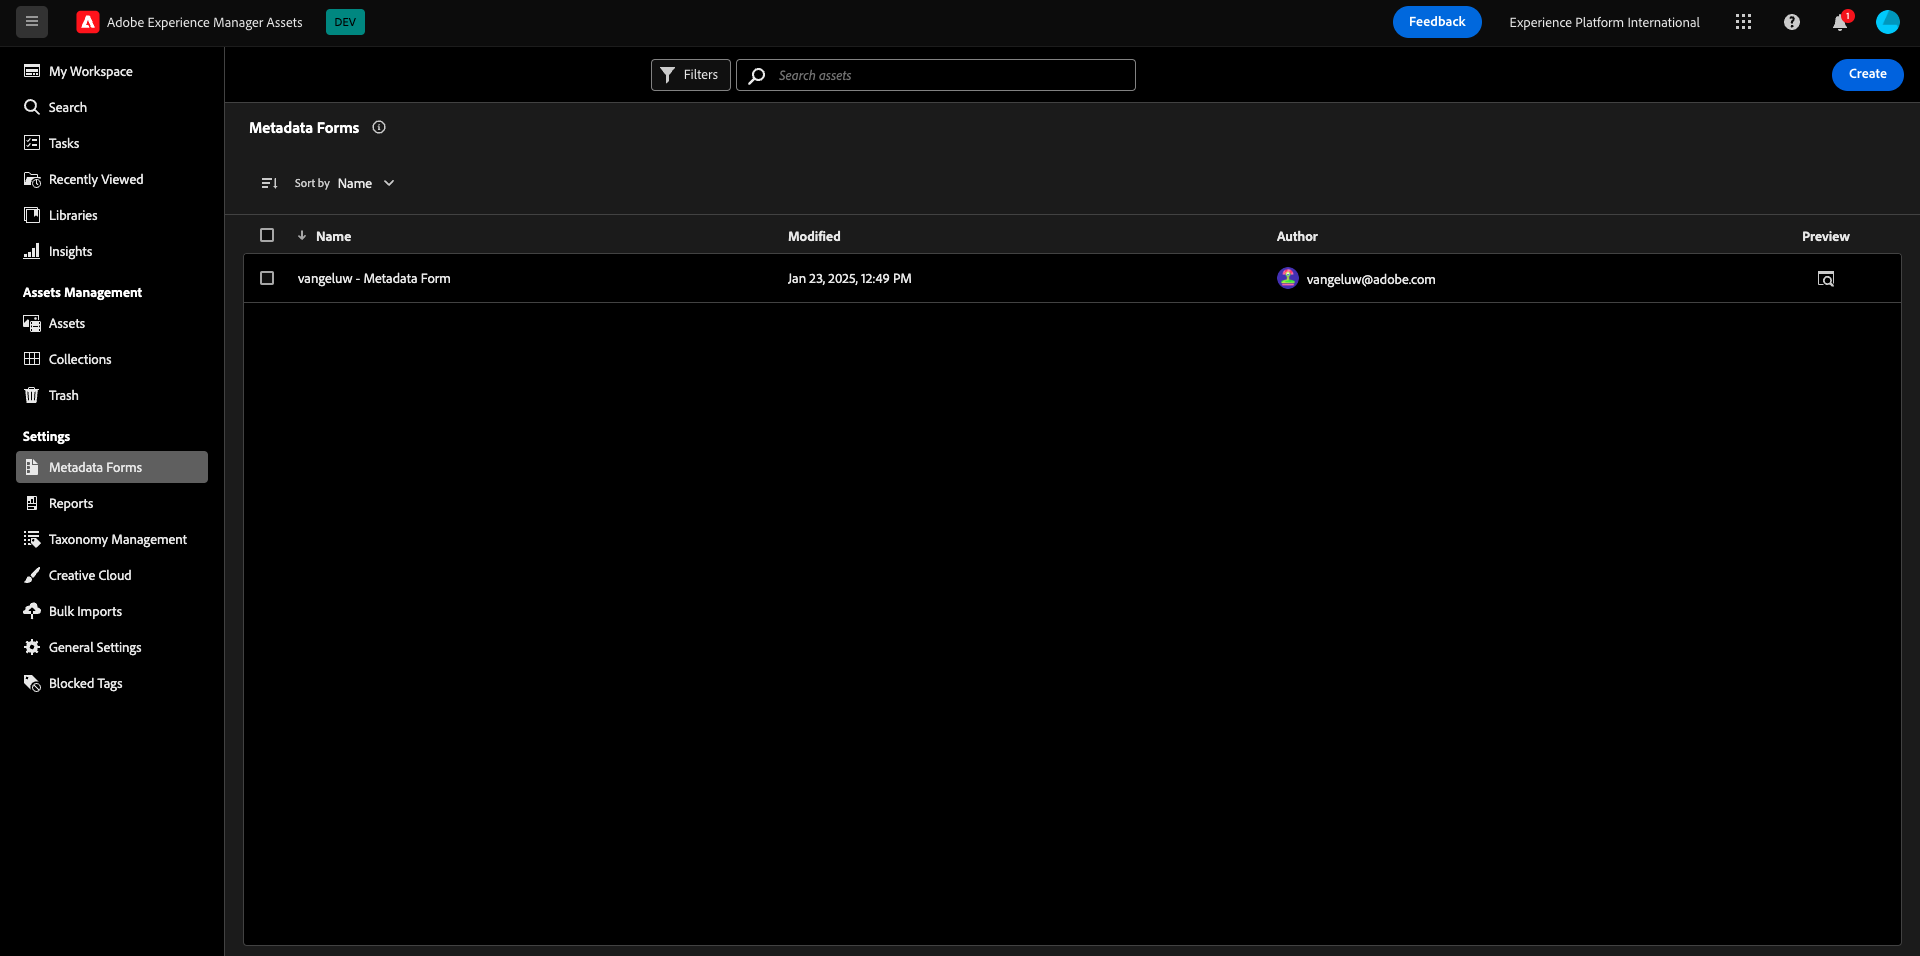 Adobe Experience Manager Assets
DEV
Feedback
Experience Platform International
1
My Workspace
Search
Tasks
Recently Viewed
Libraries
Insights
Assets Management
Assets
Collections
Trash
Settings
Metadata Forms
Reports
Taxonomy Management
Creative Cloud
Bulk Imports
General Settings
Blocked Tags
Filters
Search assets
Create
Metadata Forms
Sort by Name
Name Modified Author Preview
vangeluw - Metadata Form Jan 23, 2025, 12:49 PM vangeluw@adobe.com